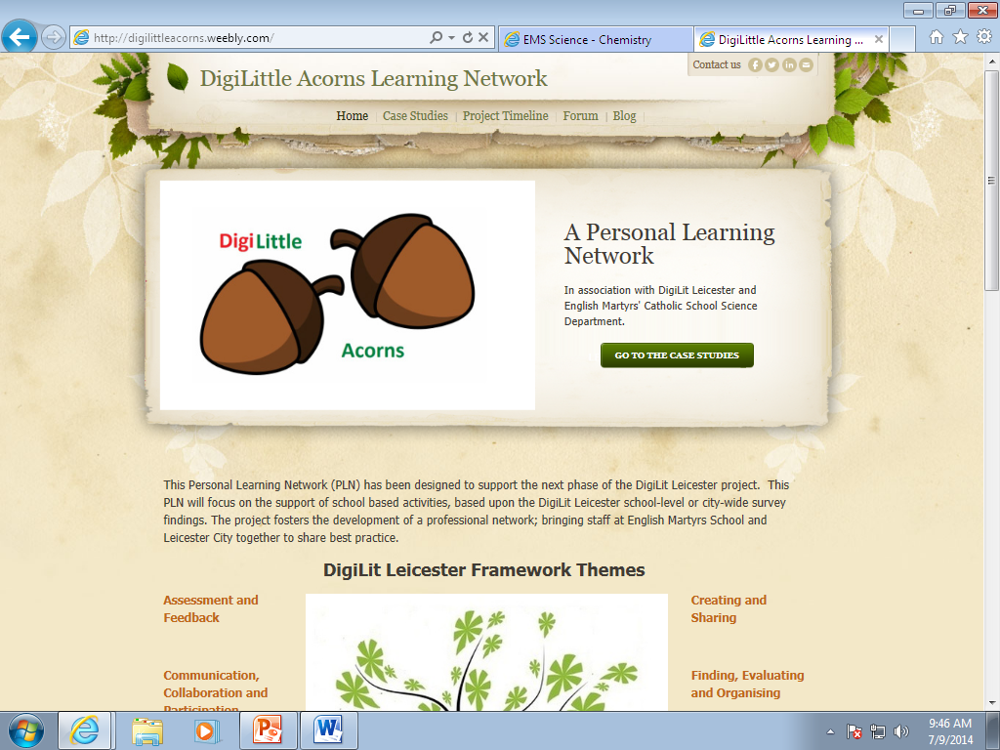 http://digilittleacorns.weebly.com/
EMS Science - Chemistry
DigiLittle Acorns Learning ...
Contact us
DigiLittle Acorns Learning Network
Home
Case Studies
Project Timeline
Forum
Blog
DigiLittle
Acorns
A Personal Learning
Network
In association with DigiLit Leicester and
English Martyrs' Catholic School Science
Department.
GO TO THE CASE STUDIES
This Personal Learning Network (PLN) has been designed to support the next phase of the DigiLit Leicester project. This
PLN will focus on the support of school based activities, based upon the DigiLit Leicester school-level or city-wide survey
findings. The project fosters the development of a professional network; bringing staff at English Martyrs School and
Leicester City together to share best practice.
DigiLit Leicester Framework Themes
Assessment and
Feedback
Creating and
Sharing
Communication,
Collaboration and
Participation
Finding, Evaluating
and Organising
9:46 AM
7/9/2014